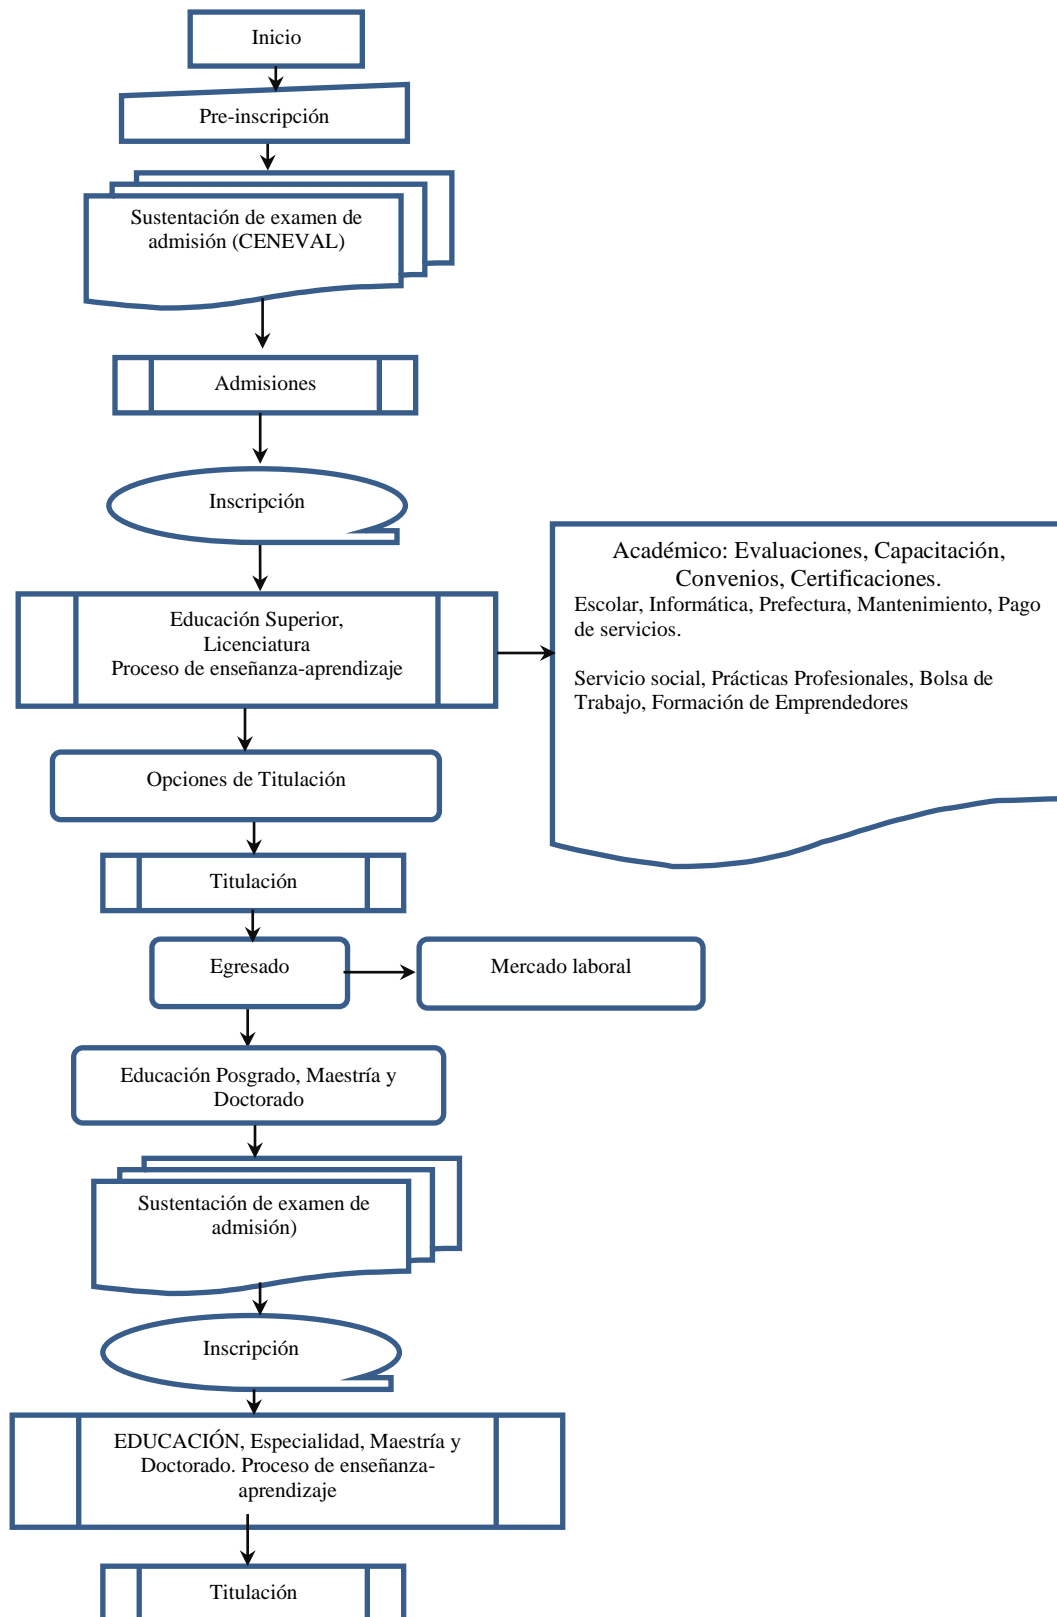 Inicio
Pre-inscripción
Sustentación de examen de
admisión (CENEVAL)
Admisiones
Inscripción
Educación Superior,
Licenciatura
Proceso de enseñanza-aprendizaje
Académico: Evaluaciones, Capacitación,
Convenios, Certificaciones.
Escolar, Informática, Prefectura, Mantenimiento, Pago
de servicios.
Servicio social, Prácticas Profesionales, Bolsa de
Trabajo, Formación de Emprendedores
Opciones de Titulación
Titulación
Egresado
Mercado laboral
Educación Posgrado, Maestría y
Doctorado
Sustentación de examen de
admisión)
Inscripción
EDUCACIÓN, Especialidad, Maestría y
Doctorado. Proceso de enseñanza-
aprendizaje
Titulación